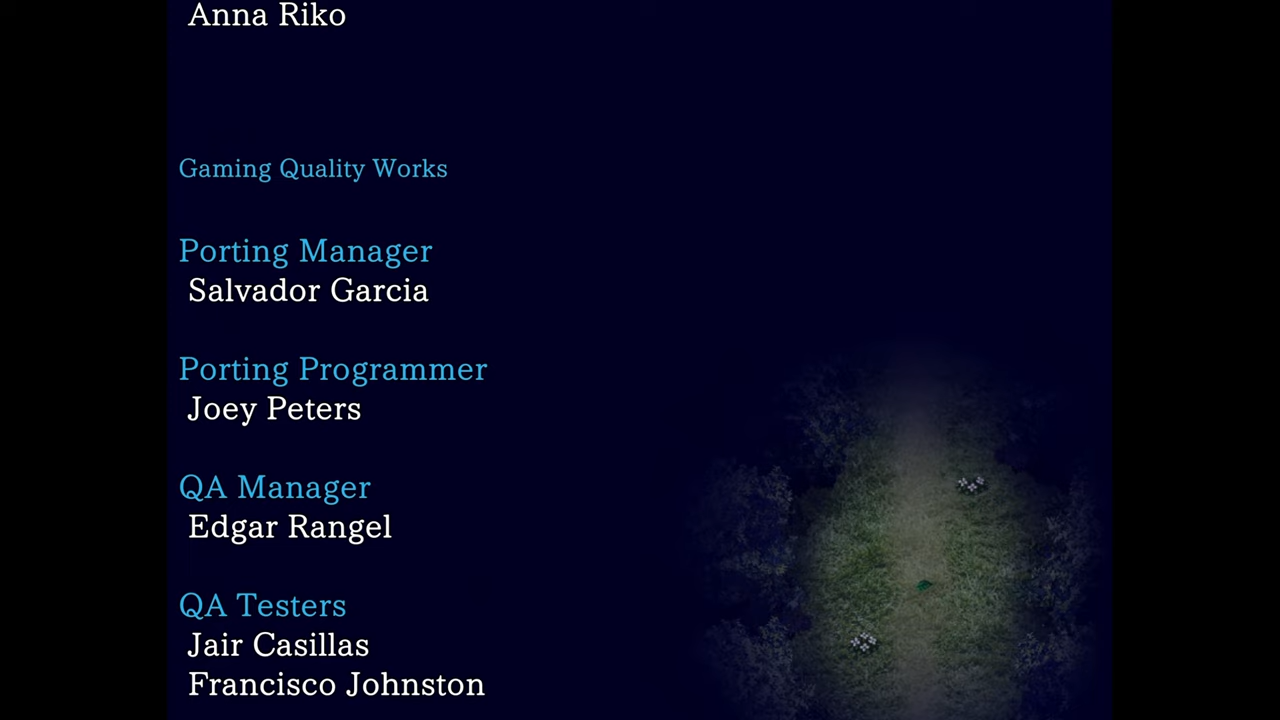 Anna Riko
Gaming Quality Works
Porting Manager
Salvador Garcia
Porting Programmer
Joey Peters
QA Manager
Edgar Rangel
QA Testers
Jair Casillas
Francisco Johnston